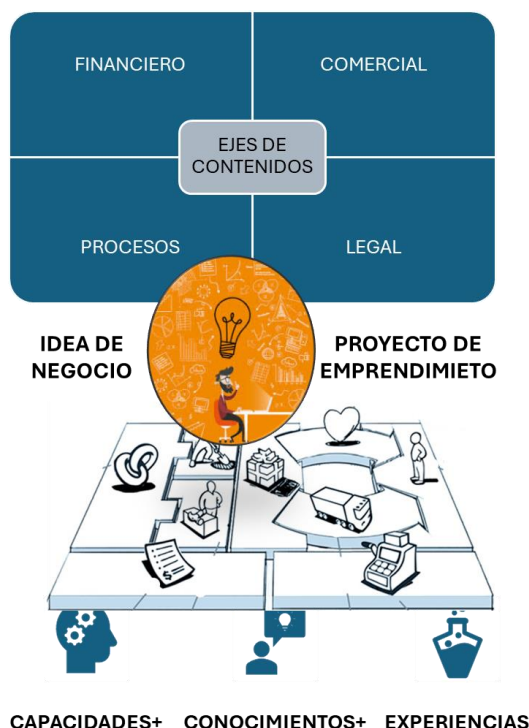 FINANCIERO
COMERCIAL
EJES DE
CONTENIDOS
PROCESOS
LEGAL
IDEA DE
NEGOCIO
PROYECTO DE
EMPRENDIMIETO
$
CAPACIDADES+ CONOCIMIENTOS+ EXPERIENCIAS